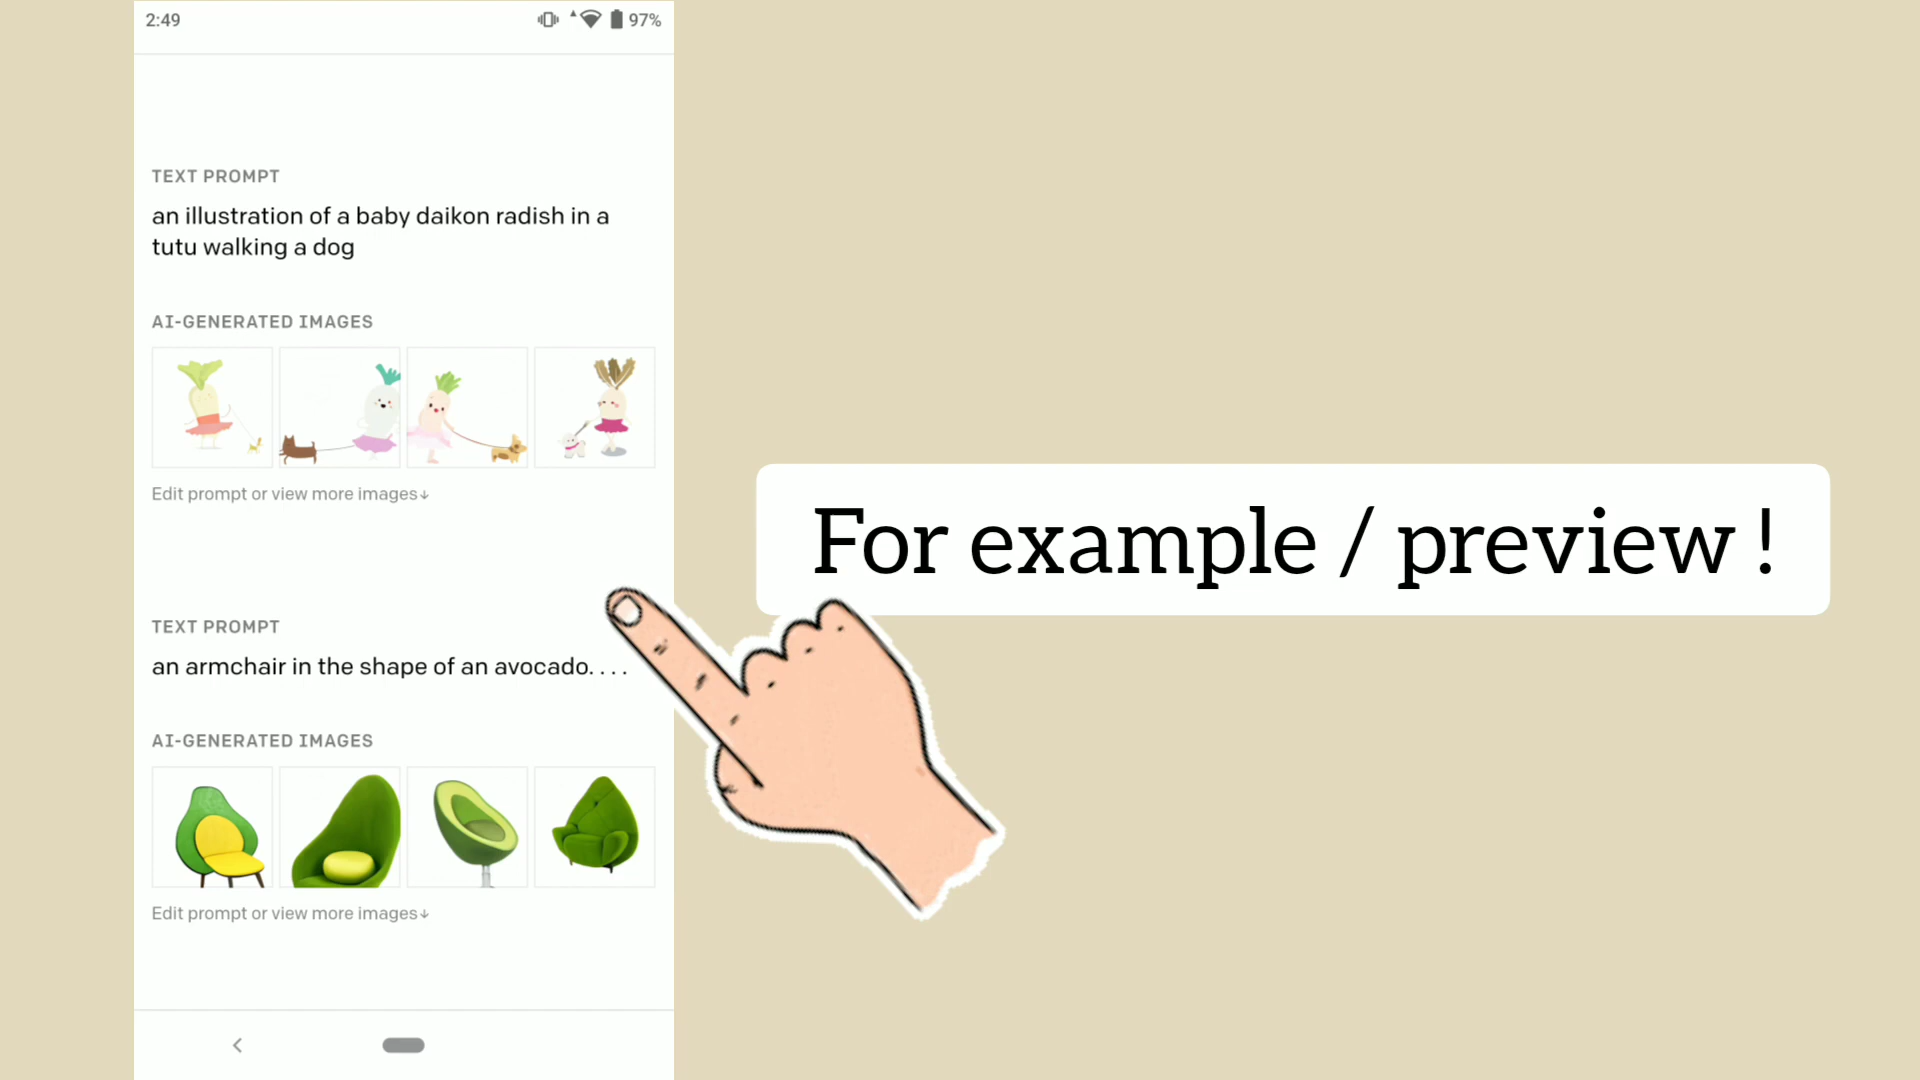 2:49
97%
TEXT PROMPT
an illustration of a baby daikon radish in a
tutu walking a dog
AI-GENERATED IMAGES
Edit prompt or view more images↓
TEXT PROMPT
an armchair in the shape of an avocado. . . .
AI-GENERATED IMAGES
Edit prompt or view more images↓
For example / preview !